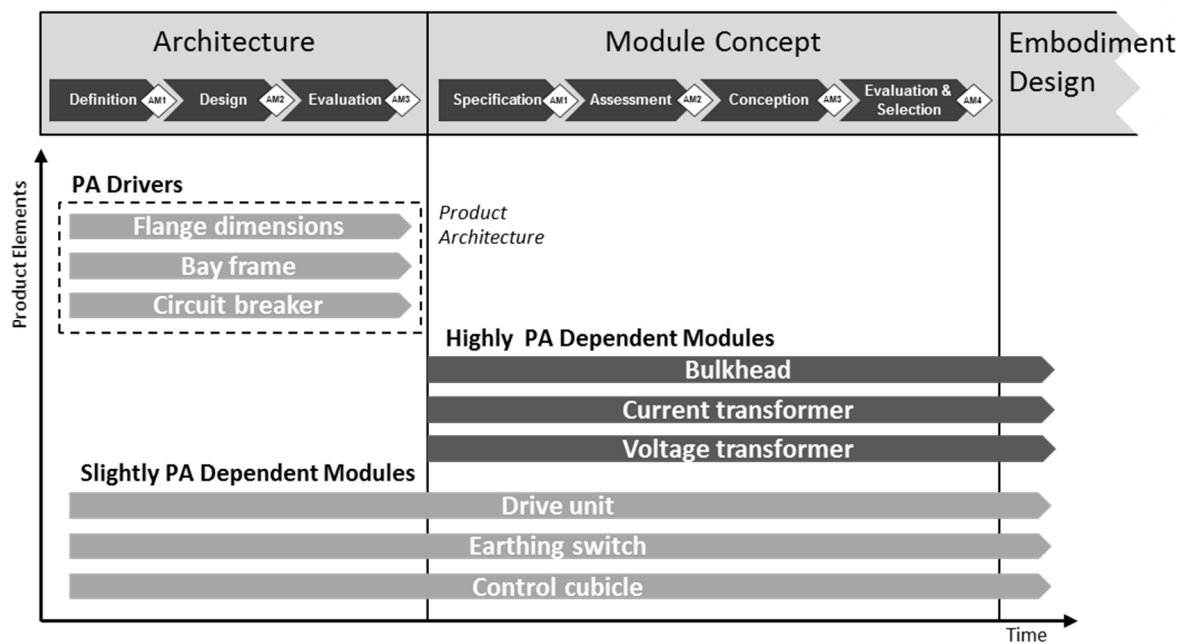 Architecture
Module Concept
Embodiment
Design
Definition
AM1
Design
AM2
Evaluation
AM3
Specification
AM1
Assessment
AM2
Conception
AM3
Evaluation &
Selection
AM4
Product Elements
PA Drivers
Flange dimensions
Bay frame
Circuit breaker
Product
Architecture
Highly PA Dependent Modules
Bulkhead
Current transformer
Voltage transformer
Slightly PA Dependent Modules
Drive unit
Earthing switch
Control cubicle
Time